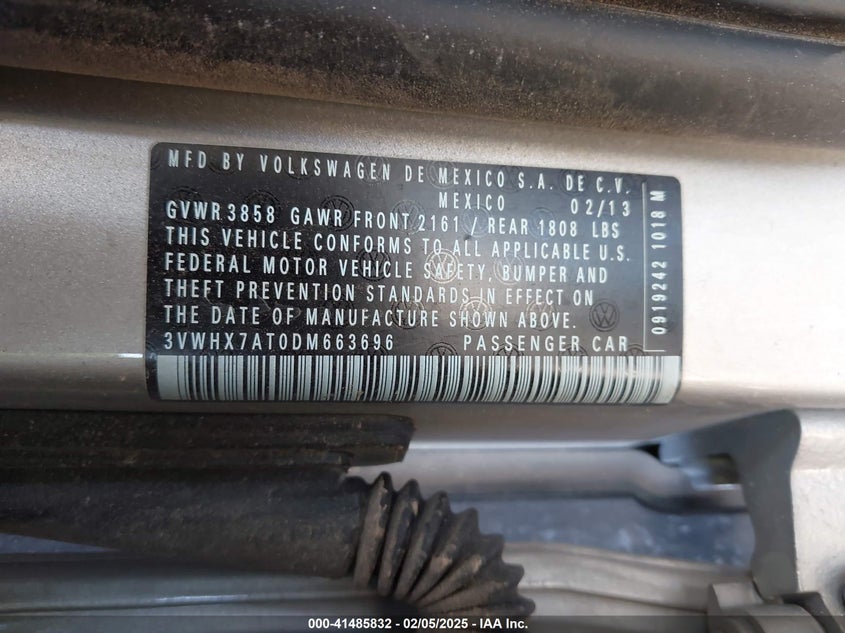 MFD BY VOLKSWAGEN DE MEXICO S.A. DE C.V.
MEXICO 02/13
GVWR 3858 GAWR FRONT 2161 / REAR 1808 LBS
THIS VEHICLE CONFORMS TO ALL APPLICABLE U.S.
FEDERAL MOTOR VEHICLE SAFETY, BUMPER AND
THEFT PREVENTION STANDARDS IN EFFECT ON
THE DATE OF MANUFACTURE SHOWN ABOVE.
3VWHX7AT0DM663696 PASSENGER CAR
0919242 1018 M
000-41485832 - 02/05/2025 - IAA Inc.